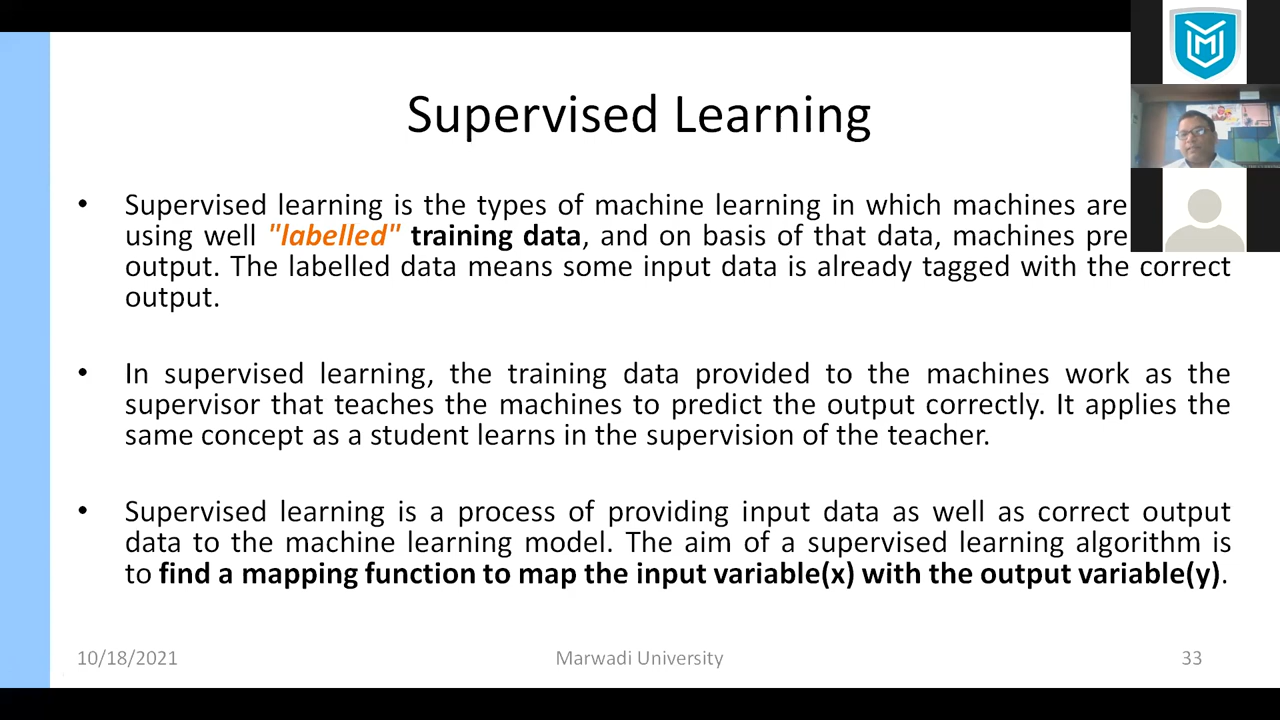 Supervised Learning
• Supervised learning is the types of machine learning in which machines are
using well "labelled" training data, and on basis of that data, machines
output. The labelled data means some input data is already tagged with the correct
output.
• In supervised learning, the training data provided to the machines work as the
supervisor that teaches the machines to predict the output correctly. It applies the
same concept as a student learns in the supervision of the teacher.
• Supervised learning is a process of providing input data as well as correct output
data to the machine learning model. The aim of a supervised learning algorithm is
to find a mapping function to map the input variable(x) with the output variable(y).
10/18/2021
Marwadi University
33